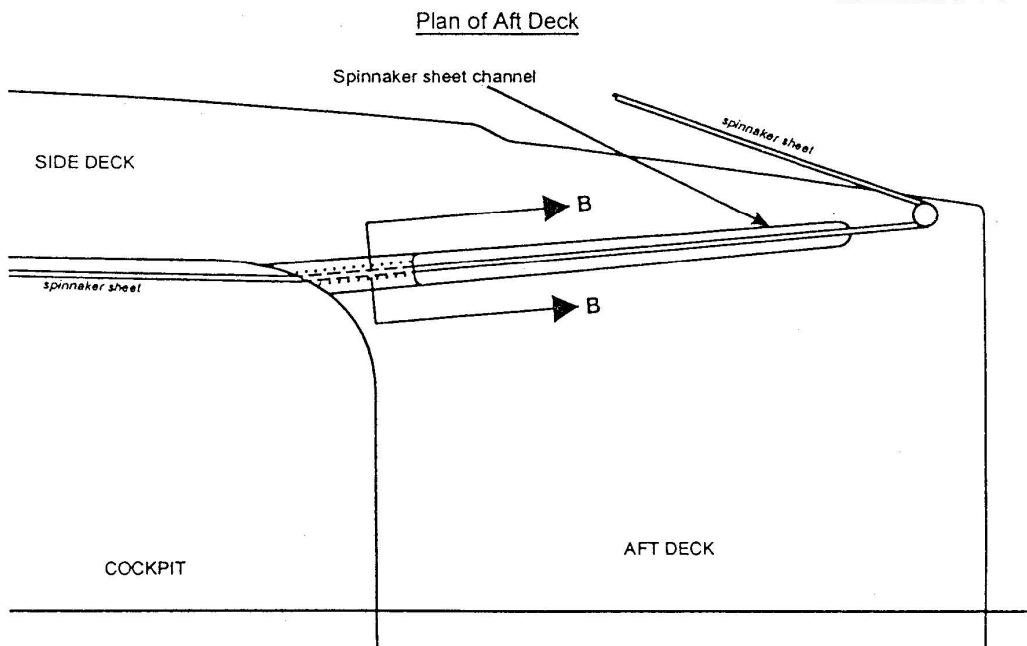 Plan of Aft Deck
Spinnaker sheet channel
spinnaker sheet
SIDE DECK
B
spinnaker sheet
B
AFT DECK
COCKPIT